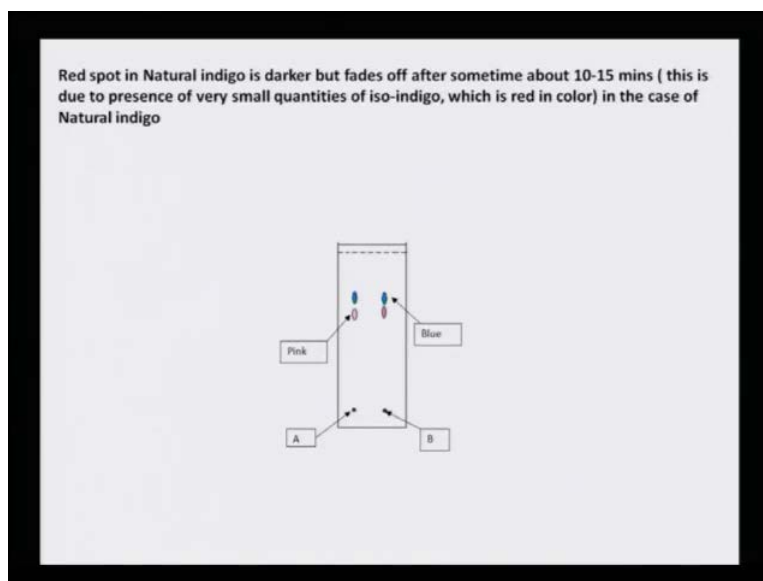 Red spot in Natural indigo is darker but fades off after sometime about 10-15 mins ( this is
due to presence of very small quantities of iso-indigo, which is red in color) in the case of
Natural indigo
Blue
Pink
A
B